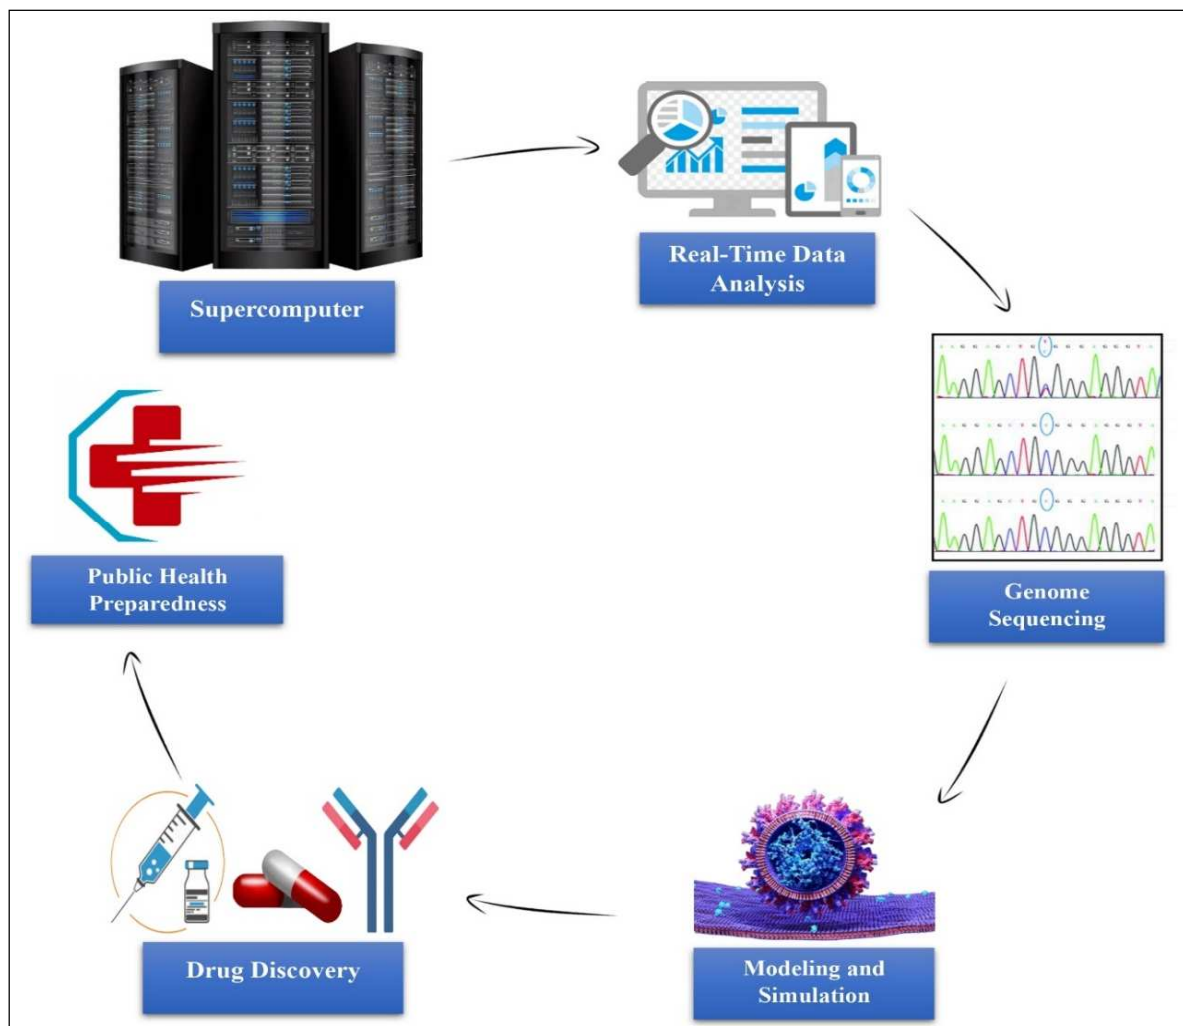 Supercomputer
Real-Time Data
Analysis
Genome
Sequencing
Modeling and
Simulation
Drug Discovery
Public Health
Preparedness